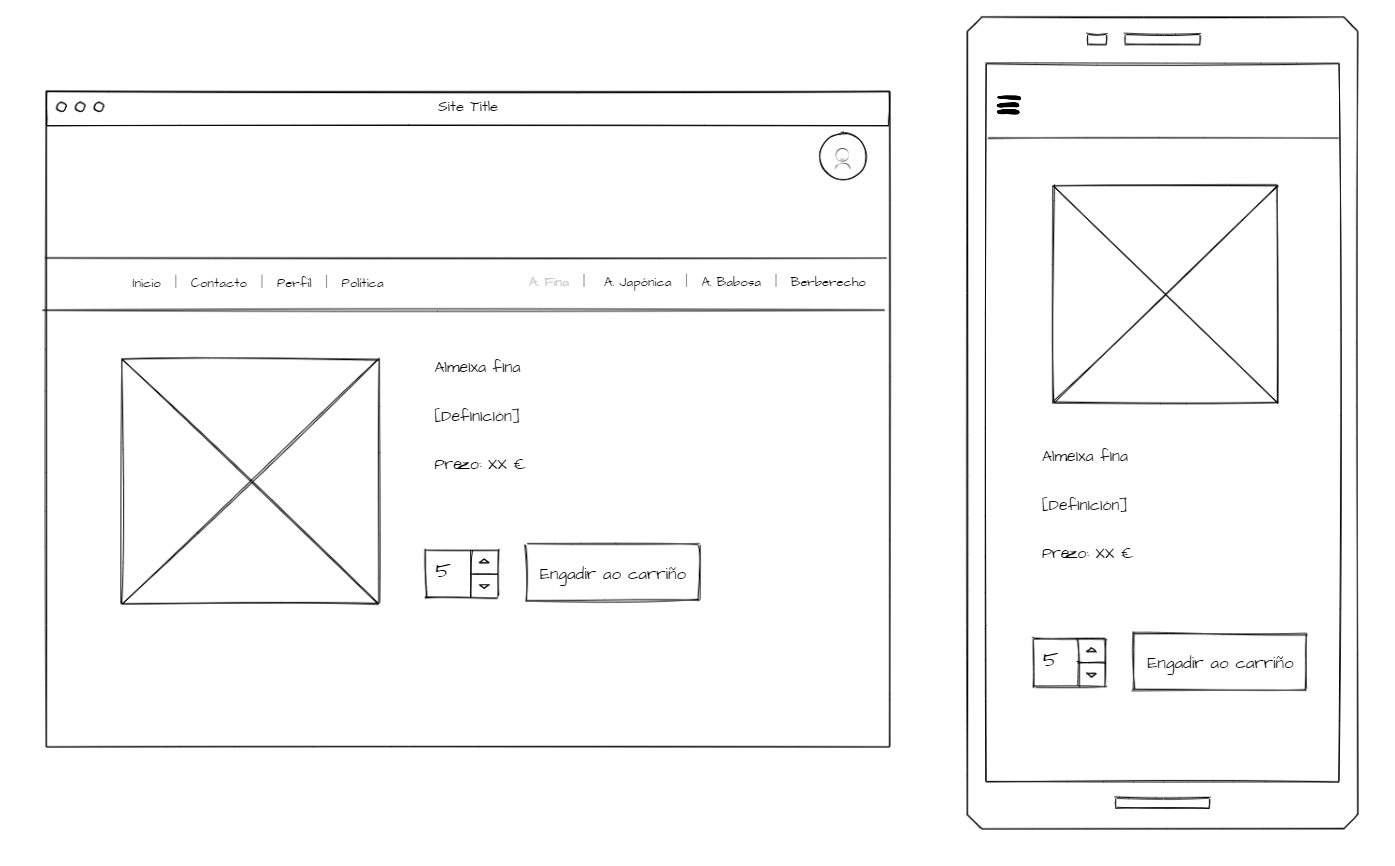 Site Title
Inicio | Contacto | Perfil | Política
A. Fina | A. Japónica | A. Babosa | Berberecho
Almeixa fina
[Definición]
Prezo: XX €
5
Engadir ao carriño
Almeixa fina
[Definición]
Prezo: XX €
5
Engadir ao carriño